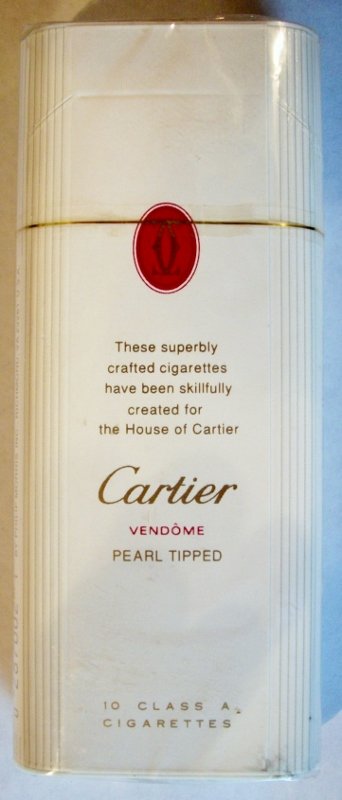 These superbly
crafted cigarettes
have been skillfully
created for
the House of Cartier
Cartier
VENDÔME
PEARL TIPPED
10 CLASS A
CIGARETTES